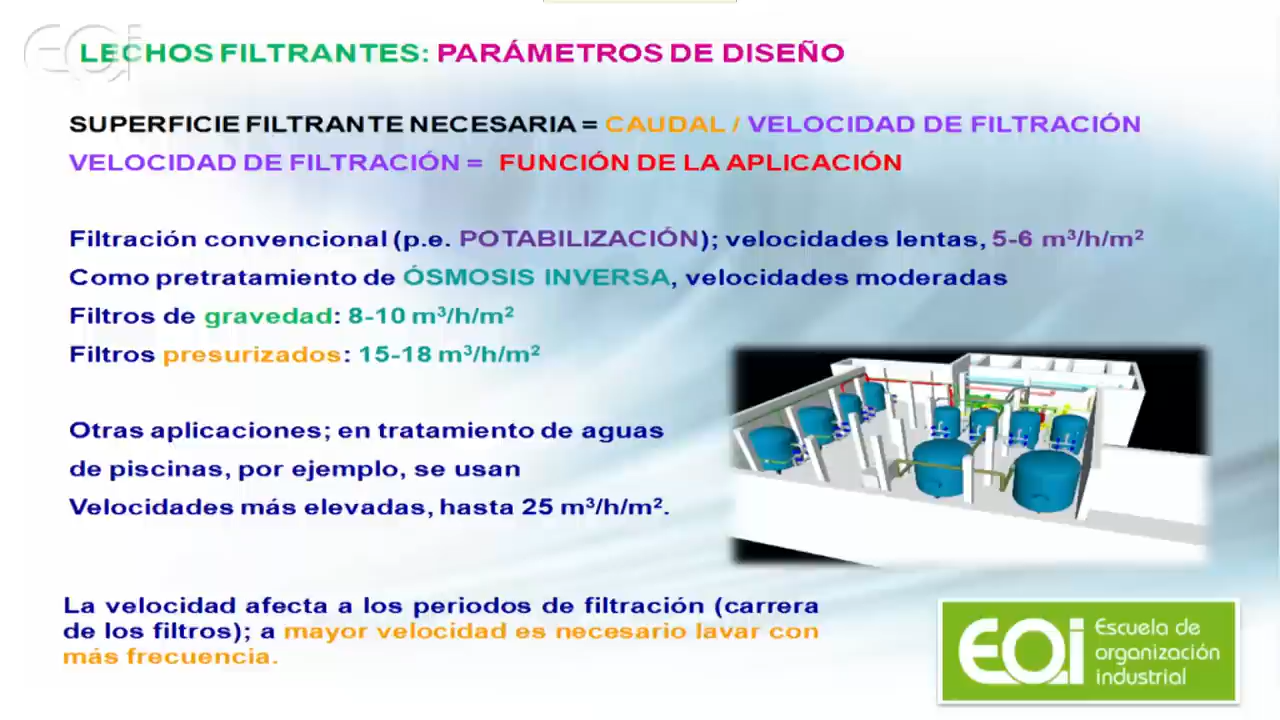 EOi
LECHOS FILTRANTES: PARÁMETROS DE DISEÑO
SUPERFICIE FILTRANTE NECESARIA = CAUDAL / VELOCIDAD DE FILTRACIÓN
VELOCIDAD DE FILTRACIÓN = FUNCIÓN DE LA APLICACIÓN
Filtración convencional (p.e. POTABILIZACIÓN); velocidades lentas, 5-6 m³/h/m²
Como pretratamiento de ÓSMOSIS INVERSA, velocidades moderadas
Filtros de gravedad: 8-10 m³/h/m²
Filtros presurizados: 15-18 m³/h/m²
Otras aplicaciones; en tratamiento de aguas
de piscinas, por ejemplo, se usan
Velocidades más elevadas, hasta 25 m³/h/m².
La velocidad afecta a los periodos de filtración (carrera
de los filtros); a mayor velocidad es necesario lavar con
más frecuencia.
EOi
Escuela de
organización
industrial